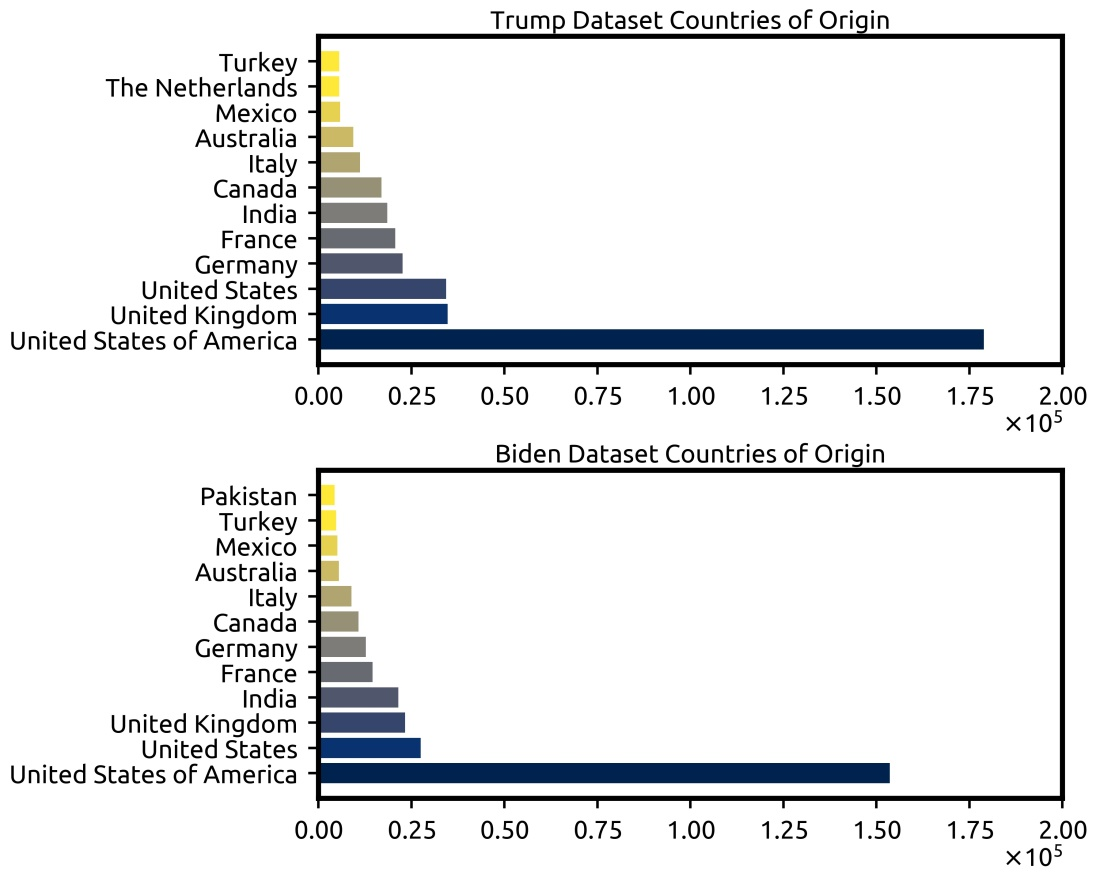 Trump Dataset Countries of Origin
Turkey
The Netherlands
Mexico
Australia
Italy
Canada
India
France
Germany
United States
United Kingdom
United States of America
0.00 0.25 0.50 0.75 1.00 1.25 1.50 1.75 2.00
×10⁵
Biden Dataset Countries of Origin
Pakistan
Turkey
Mexico
Australia
Italy
Canada
Germany
France
India
United Kingdom
United States
United States of America
0.00 0.25 0.50 0.75 1.00 1.25 1.50 1.75 2.00
×10⁵